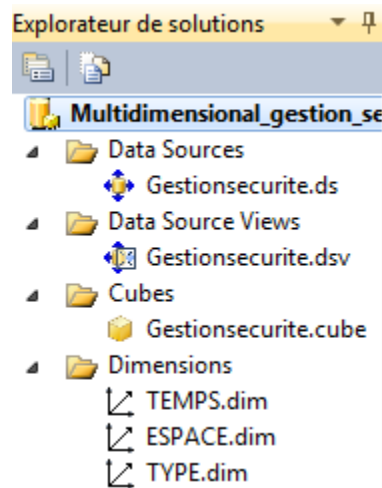 Explorateur de solutions
Multidimensional_gestion_se
Data Sources
Gestionsecurite.ds
Data Source Views
Gestionsecurite.dsv
Cubes
Gestionsecurite.cube
Dimensions
TEMPS.dim
ESPACE.dim
TYPE.dim